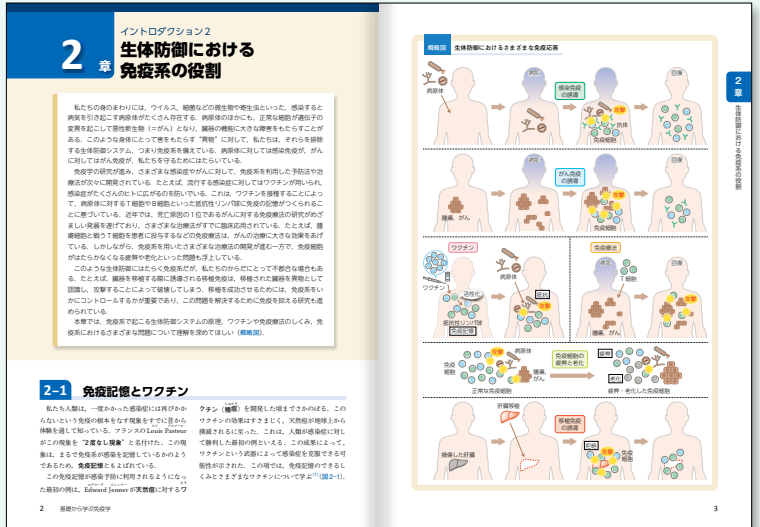 2
章
イントロダクション2
生体防御における
免疫系の役割
私たちの身のまわりには，ウイルス，細菌などの微生物や寄生虫といった，感染すると
病気を引き起こす病原体がたくさん存在する．病原体のほかにも，正常な細胞が遺伝子の
変異を起こして悪性新生物（＝がん）となり，臓器の機能に大きな障害をもたらすことが
ある．このような身体にとって害をもたらす“異物”に対して，私たちは，それらを排除
する生体防御システム，つまり免疫系を備えている．病原体に対しては感染免疫が，がん
に対してはがん免疫が，私たちを守るためにはたらいている．
免疫学の研究が進み，さまざまな感染症やがんに対して，免疫系を利用した予防法や治
療法が次々に開発されている．たとえば，流行する感染症に対してはワクチンが用いられ，
感染症がたくさんのヒトに広がるのを防いでいる．これは，ワクチンを接種することによっ
て，病原体に対するT細胞やB細胞といった抵抗性リンパ球に免疫の記憶がつくられるこ
とに基づいている．近年では，死亡原因の1位であるがんに対する免疫療法の研究がめざ
ましい発展を遂げており，さまざまな治療法がすでに臨床応用されている．たとえば，腫
瘍細胞と戦うT細胞を患者に投与するなどの免疫療法は，がんの治療に大きな効果をあげ
ている．しかしながら，免疫系を用いたさまざまな治療法の開発が進む一方で，免疫細胞
がはたらかなくなる疲弊や老化といった問題も浮上している．
このような生体防御にはたらく免疫系だが，私たちのからだにとって不都合な場合もあ
る．たとえば，臓器を移植する際に誘導される移植免疫は，移植された臓器を異物として
認識し，攻撃することによって破壊してしまう．移植を成功させるためには，免疫系をい
かにコントロールするかが重要であり，この問題を解決するために免疫を抑える研究も進
められている．
本章では，免疫系で起こる生体防御システムの原理，ワクチンや免疫療法のしくみ，免
疫系におけるさまざまな問題について理解を深めてほしい（概略図）．
2-1 免疫記憶とワクチン
私たち人類は，一度かかった感染症には再びかか
らないという免疫の根本をなす現象をすでに昔から
体験を通して知っている．フランスのLouis Pasteur
がこの現象を“2度なし現象”と名付けた．この現
象は，まるで免疫系が感染を記憶しているかのよう
であるため，免疫記憶ともよばれている．
この免疫記憶が感染予防に利用されるようになっ
た最初の例は，Edward Jennerが天然痘に対するワ
クチン（種痘）を開発した頃までさかのぼる．この
ワクチンの効果はすさまじく，天然痘が地球上から
撲滅されるに至った．これは，人類が感染症に対し
て勝利した最初の例といえる．この成果によって，
ワクチンという武器によって感染症を克服できる可
能性が示された．この項では，免疫記憶のできるし
くみとさまざまなワクチンについて学ぶ(1)（図2-1）．
2 基礎から学ぶ免疫学
概略図 生体防御におけるさまざまな免疫応答
病原体
病気
感染免疫
の誘導
攻撃
抗体
免疫細胞
回復
腫瘍，がん
病気
がん免疫
の誘導
攻撃
免疫細胞
回復
ワクチン
ワクチン
活性化
抵抗性リンパ球
免疫記憶
病原体
抵抗
攻撃
免疫療法
病気
T細胞
腫瘍，がん
回復
攻撃
免疫
細胞
攻撃
病原体
腫瘍，
がん
正常な免疫細胞
免疫細胞の
疲弊と老化
疲弊
老化
疲弊・老化した免疫細胞
損傷した肝臓
肝臓移植
移植免疫
の誘導
拒絶
攻撃
免疫
細胞
2
章
生体防御における免疫系の役割
3